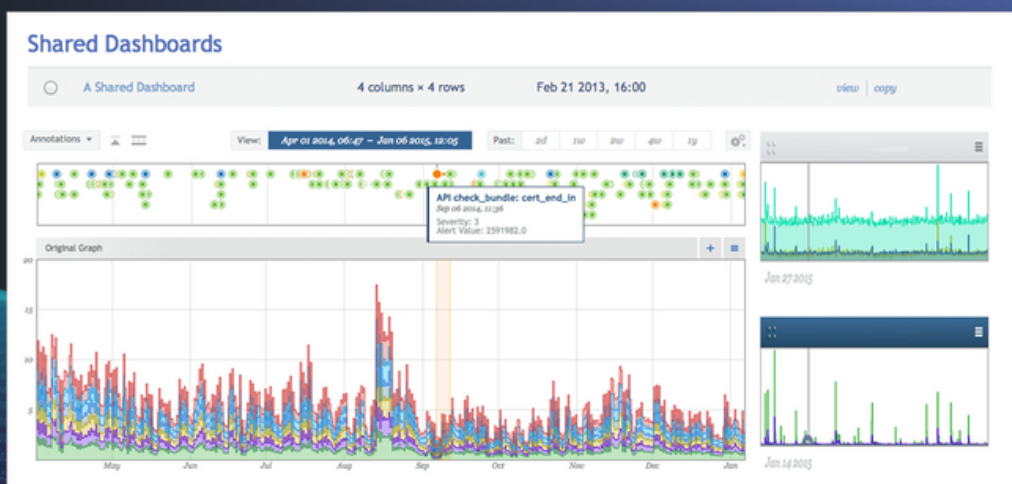 Shared Dashboards
A Shared Dashboard 4 columns × 4 rows Feb 21 2013, 16:00 view copy
Annotations View: Apr 01 2014, 06:47 – Jan 06 2015, 12:05 Past: 2d 1w 2w 4w 1y
API check_bundle: cert_end_in
Sep 06 2014, 11:36
Severity: 3
Alert Value: 2591982.0
Original Graph
20
15
10
5
May Jun Jul Aug Sep Oct Nov Dec Jan
Jan 27 2015
Jan 14 2015